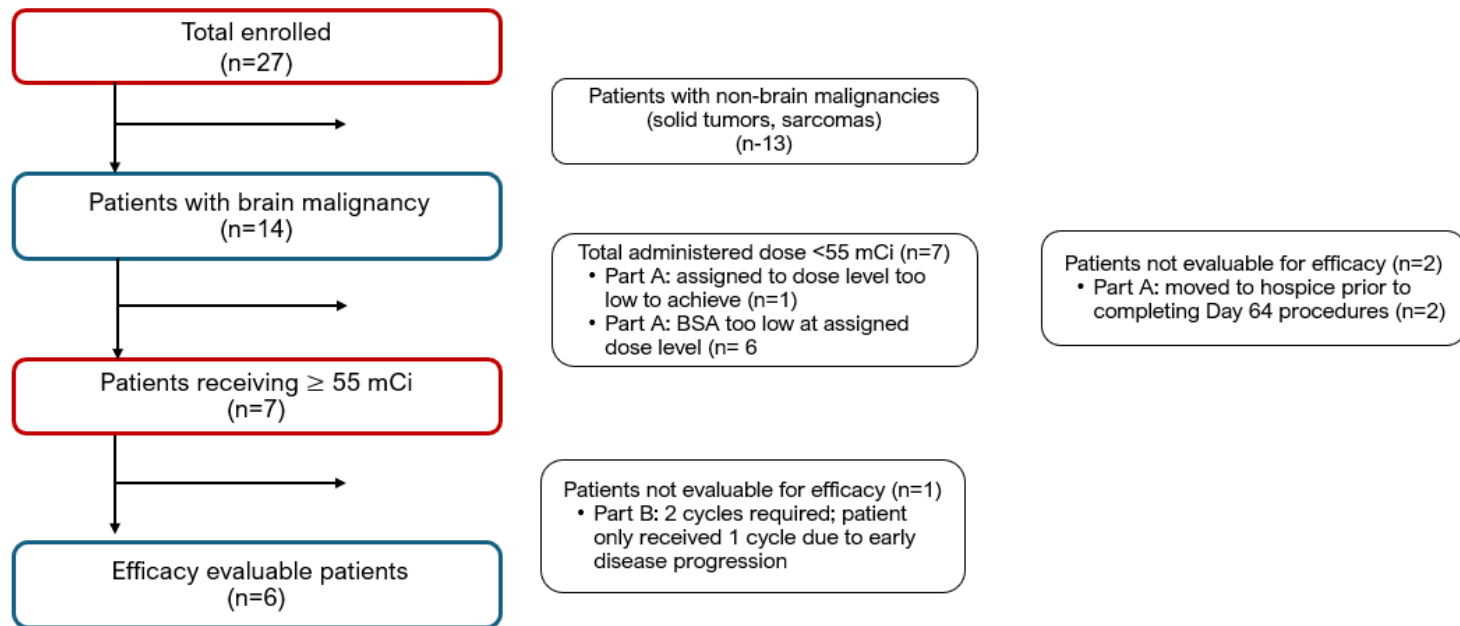 Total enrolled
(n=27)
Patients with non-brain malignancies
(solid tumors, sarcomas)
(n-13)
Patients with brain malignancy
(n=14)
Total administered dose <55 mCi (n=7)
• Part A: assigned to dose level too
low to achieve (n=1)
• Part A: BSA too low at assigned
dose level (n= 6
Patients not evaluable for efficacy (n=2)
• Part A: moved to hospice prior to
completing Day 64 procedures (n=2)
Patients receiving ≥ 55 mCi
(n=7)
Patients not evaluable for efficacy (n=1)
• Part B: 2 cycles required; patient
only received 1 cycle due to early
disease progression
Efficacy evaluable patients
(n=6)